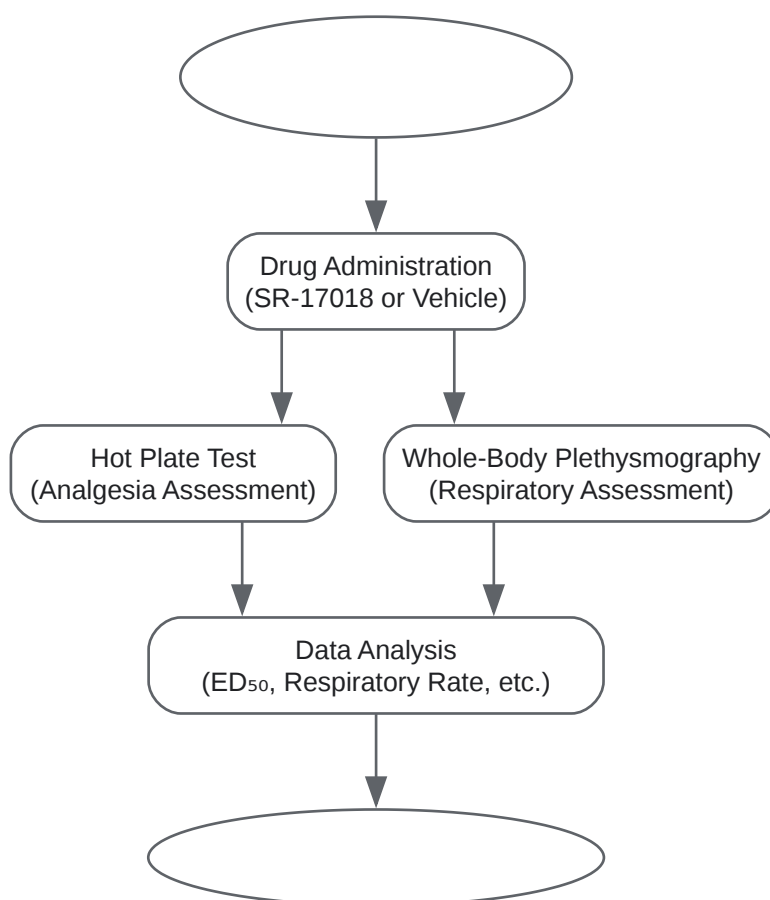 Drug Administration
(SR-17018 or Vehicle)
Hot Plate Test
(Analgesia Assessment)
Whole-Body Plethysmography
(Respiratory Assessment)
Data Analysis
(ED₅₀, Respiratory Rate, etc.)